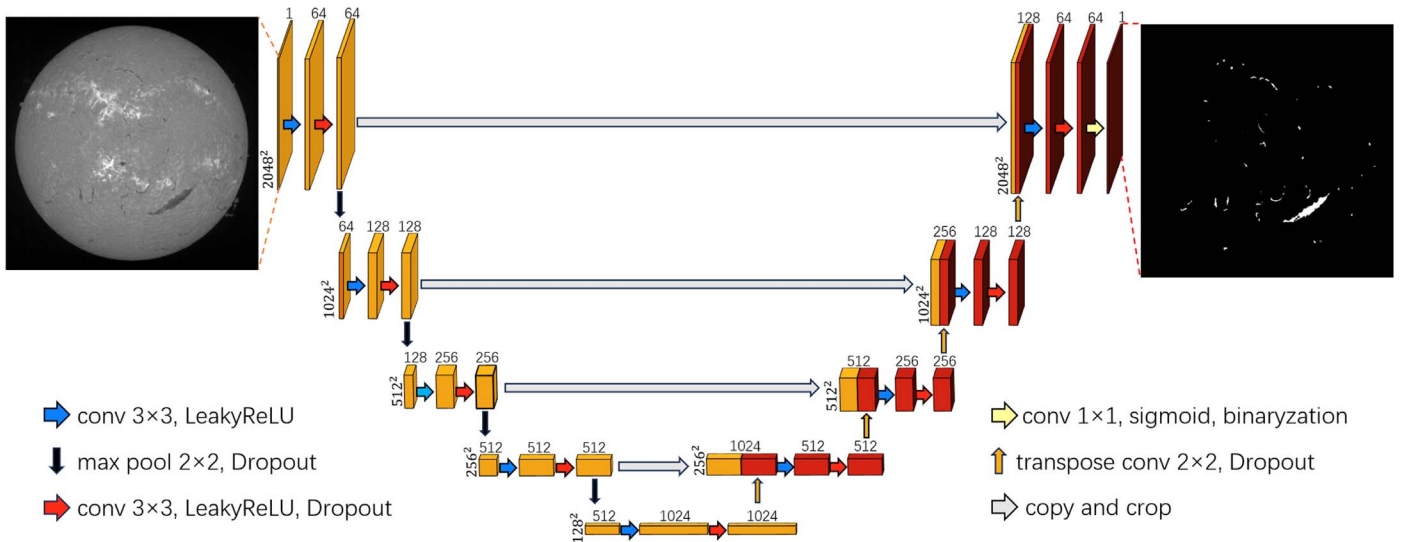 1 64 64
2048²
128 64 64 1
2048²
64 128 128
1024²
256 128 128
1024²
128 256 256
512²
512 256 256
512²
512 512 512
256²
1024 512 512
256²
512 1024 1024
128²
conv 3×3, LeakyReLU
max pool 2×2, Dropout
conv 3×3, LeakyReLU, Dropout
conv 1×1, sigmoid, binaryzation
transpose conv 2×2, Dropout
copy and crop